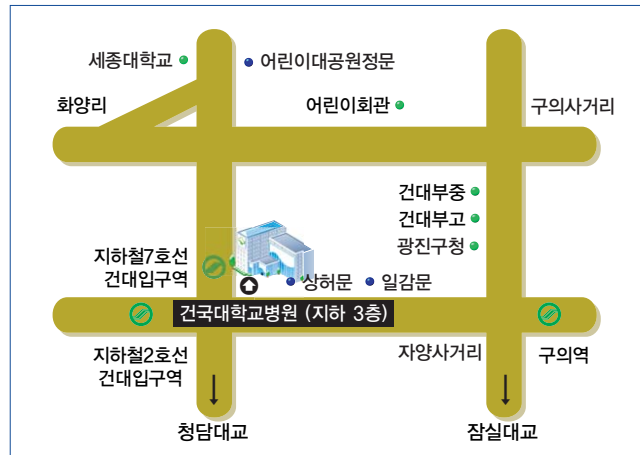 세종대학교
어린이대공원정문
화양리
어린이회관
구의사거리
건대부중
건대부고
광진구청
지하철7호선
건대입구역
상허문
일감문
건국대학교병원 (지하 3층)
지하철2호선
건대입구역
자양사거리
구의역
청담대교
잠실대교